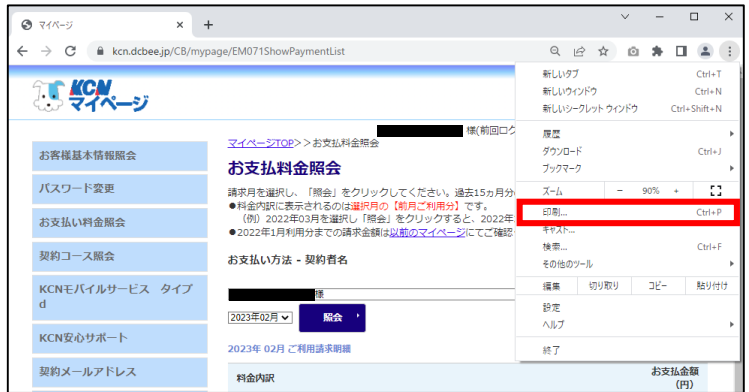 マイページ
kcn.dcbee.jp/CB/mypage/EM071ShowPaymentList
KCN
マイページ
お客様基本情報照会
パスワード変更
お支払い料金照会
契約コース照会
KCNモバイルサービス タイプ
d
KCN安心サポート
契約メールアドレス
様(前回ログ
マイページTOP>>お支払料金照会
お支払料金照会
請求月を選択し、「照会」をクリックしてください。過去15ヵ月分
●料金内訳に表示されるのは選択月の【前月ご利用分】です。
(例) 2022年03月を選択し「照会」をクリックすると、2022年
●2022年1月利用分までの請求金額は以前のマイページにてご確認
お支払い方法 - 契約者名
様
2023年02月
照会
2023年 02月 ご利用請求明細
料金内訳
お支払金額
(円)
新しいタブ Ctrl+T
新しいウィンドウ Ctrl+N
新しいシークレット ウィンドウ Ctrl+Shift+N
履歴
ダウンロード Ctrl+J
ブックマーク
ズーム - 90% +
印刷... Ctrl+P
キャスト...
検索... Ctrl+F
その他のツール
編集 切り取り コピー 貼り付け
設定
ヘルプ
終了